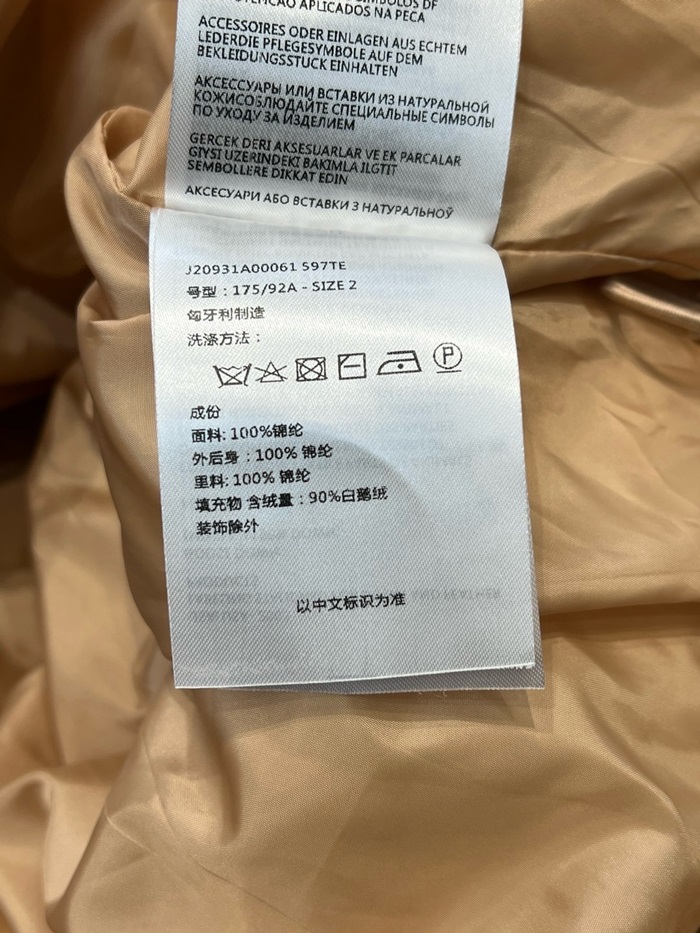 APLICADOS NA PECA
ACCESSOIRES ODER EINLAGEN AUS ECHTEM
LEDERDIE PFLEGESYMBOLE AUF DEM
BEKLEIDUNGSSTUCK EINHALTEN
АКСЕССУАРЫ ИЛИ ВСТАВКИ ИЗ НАТУРАЛЬНОЙ
КОЖИСОБЛЮДАЙТЕ СПЕЦИАЛЬНЫЕ СИМВОЛЫ
ПО УХОДУ ЗА ИЗДЕЛИЕМ
GERCEK DERI AKSESUARLAR VE EK PARCALAR
GIYSI UZERINDEKI BAKIMLA ILGTIT
SEMBOLLERE DIKKAT EDIN
АКСЕСУАРИ АБО ВСТАВКИ З НАТУРАЛЬНОЎ
J20931A00061 597TE
号型：175/92A - SIZE 2
匈牙利制造
洗涤方法：
P
成份
面料: 100%锦纶
外后身：100% 锦纶
里料: 100% 锦纶
填充物 含绒量：90%白鹅绒
装饰除外
以中文标识为准